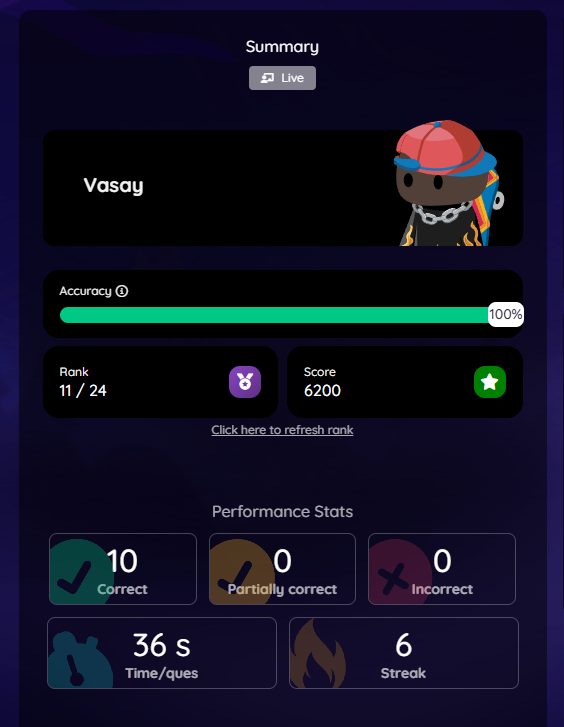 Summary
Live
Vasay
Accuracy
100%
Rank
11 / 24
Score
6200
Click here to refresh rank
Performance Stats
10
Correct
0
Partially correct
0
Incorrect
36 s
Time/ques
6
Streak